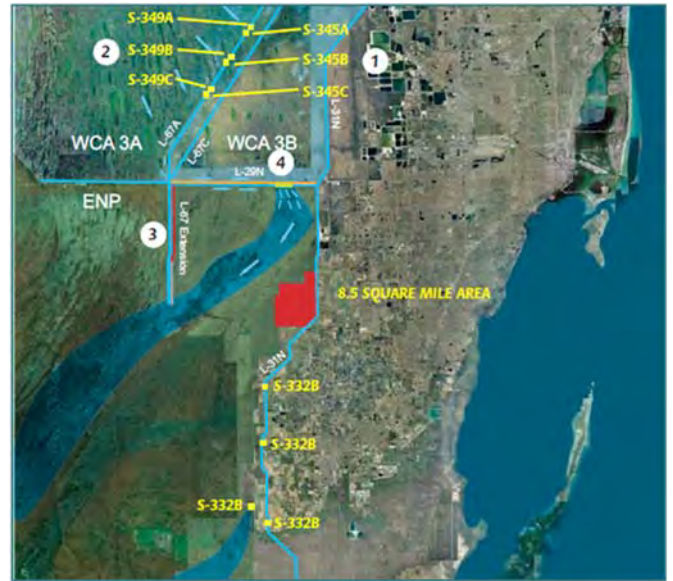 S-349A
S-345A
2
S-349B
S-345B
1
S-349C
S-345C
L-31N
L-67A
WCA 3A
L-67C
WCA 3B
4
L-29N
ENP
3
L-67 Extension
8.5 SQUARE MILE AREA
L-31N
S-332B
S-332B
S-332B
S-332B